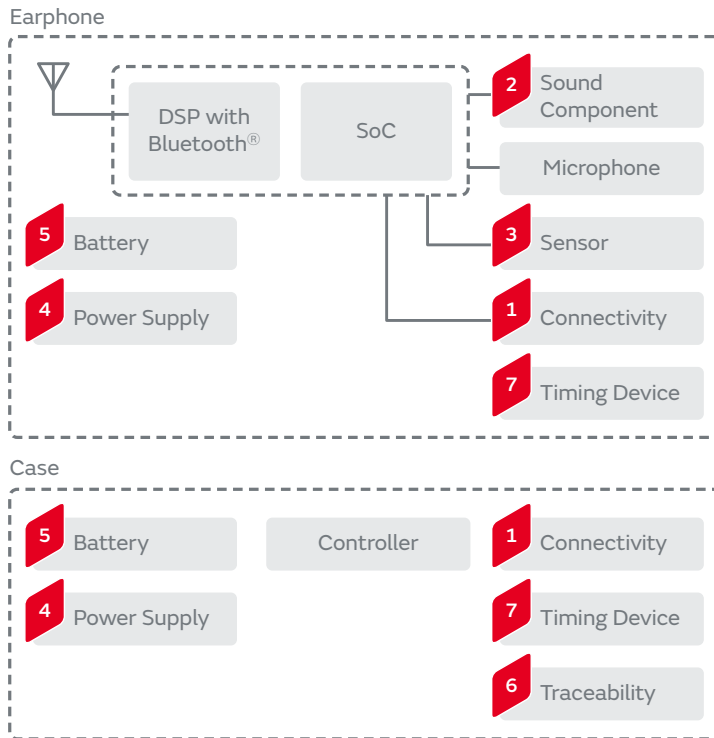 Earphone
DSP with
Bluetooth®
SoC
2
Sound
Component
Microphone
5
Battery
3
Sensor
4
Power Supply
1
Connectivity
7
Timing Device
Case
5
Battery
Controller
1
Connectivity
4
Power Supply
7
Timing Device
6
Traceability